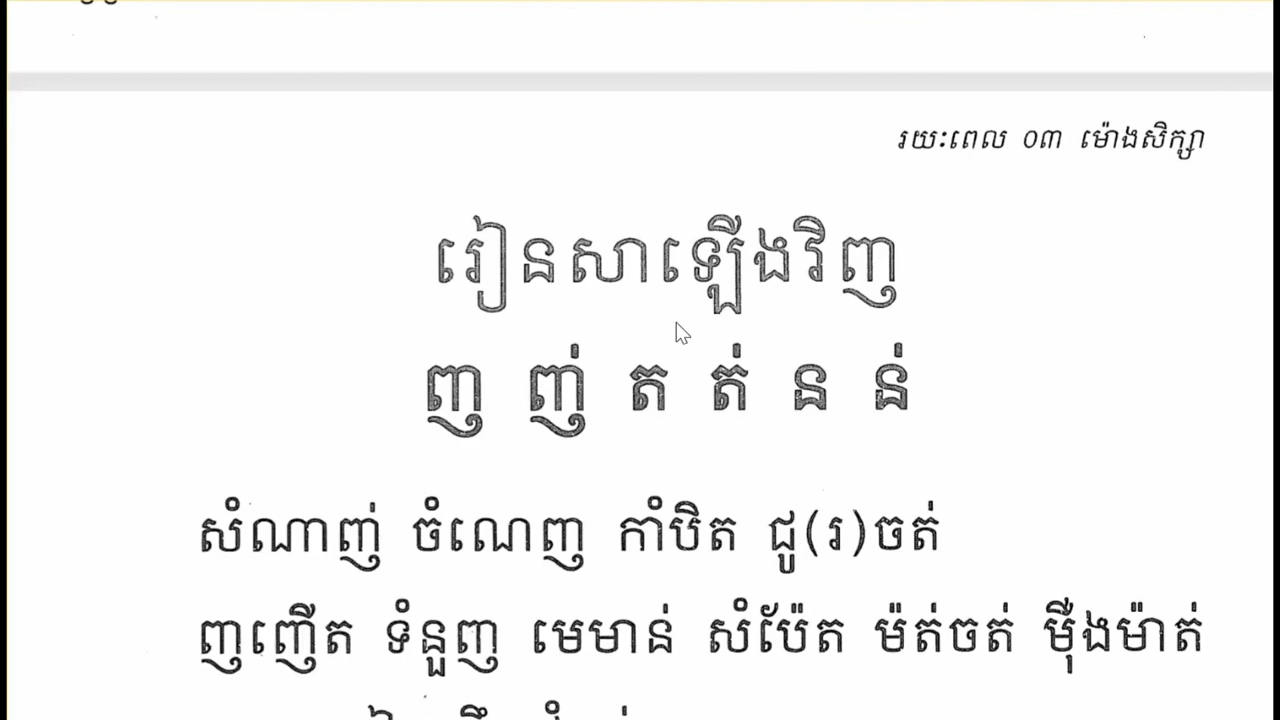 រយៈពេល ០៣ ម៉ោងសិក្សា
រៀនសាឡើងវិញ
ញ ញ់ ត ត់ ន ន់
សំណាញ់ ចំណេញ កាំបិត ជូ(រ)ចត់
ញញើត ទំនួញ មេមាន់ សំប៉ែត ម៉ត់ចត់ ម៉ឺងម៉ាត់